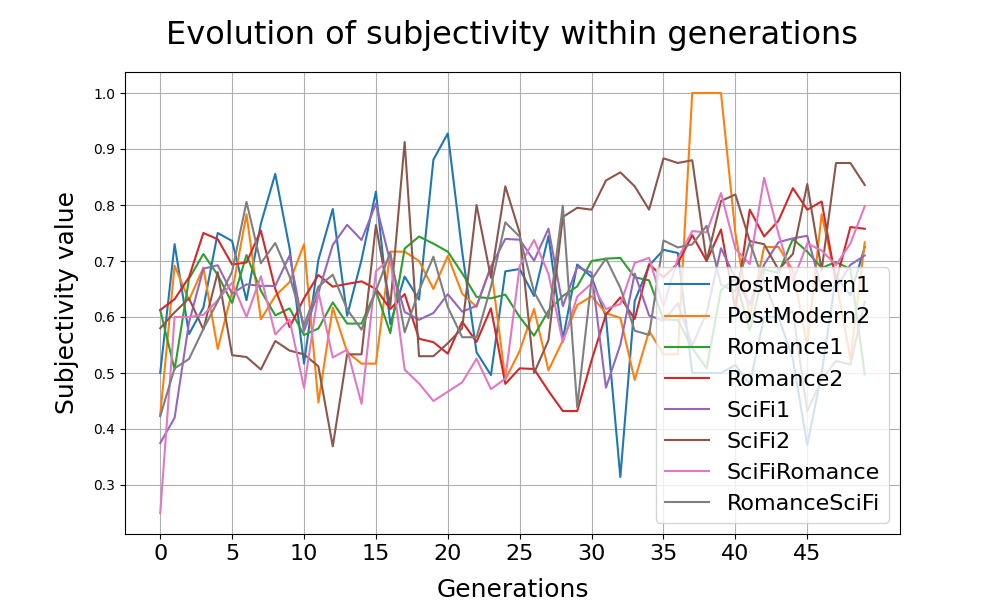 Evolution of subjectivity within generations
Subjectivity value
1.0
0.9
0.8
0.7
0.6
0.5
0.4
0.3
0 5 10 15 20 25 30 35 40 45
Generations
PostModern1
PostModern2
Romance1
Romance2
SciFi1
SciFi2
SciFiRomance
RomanceSciFi